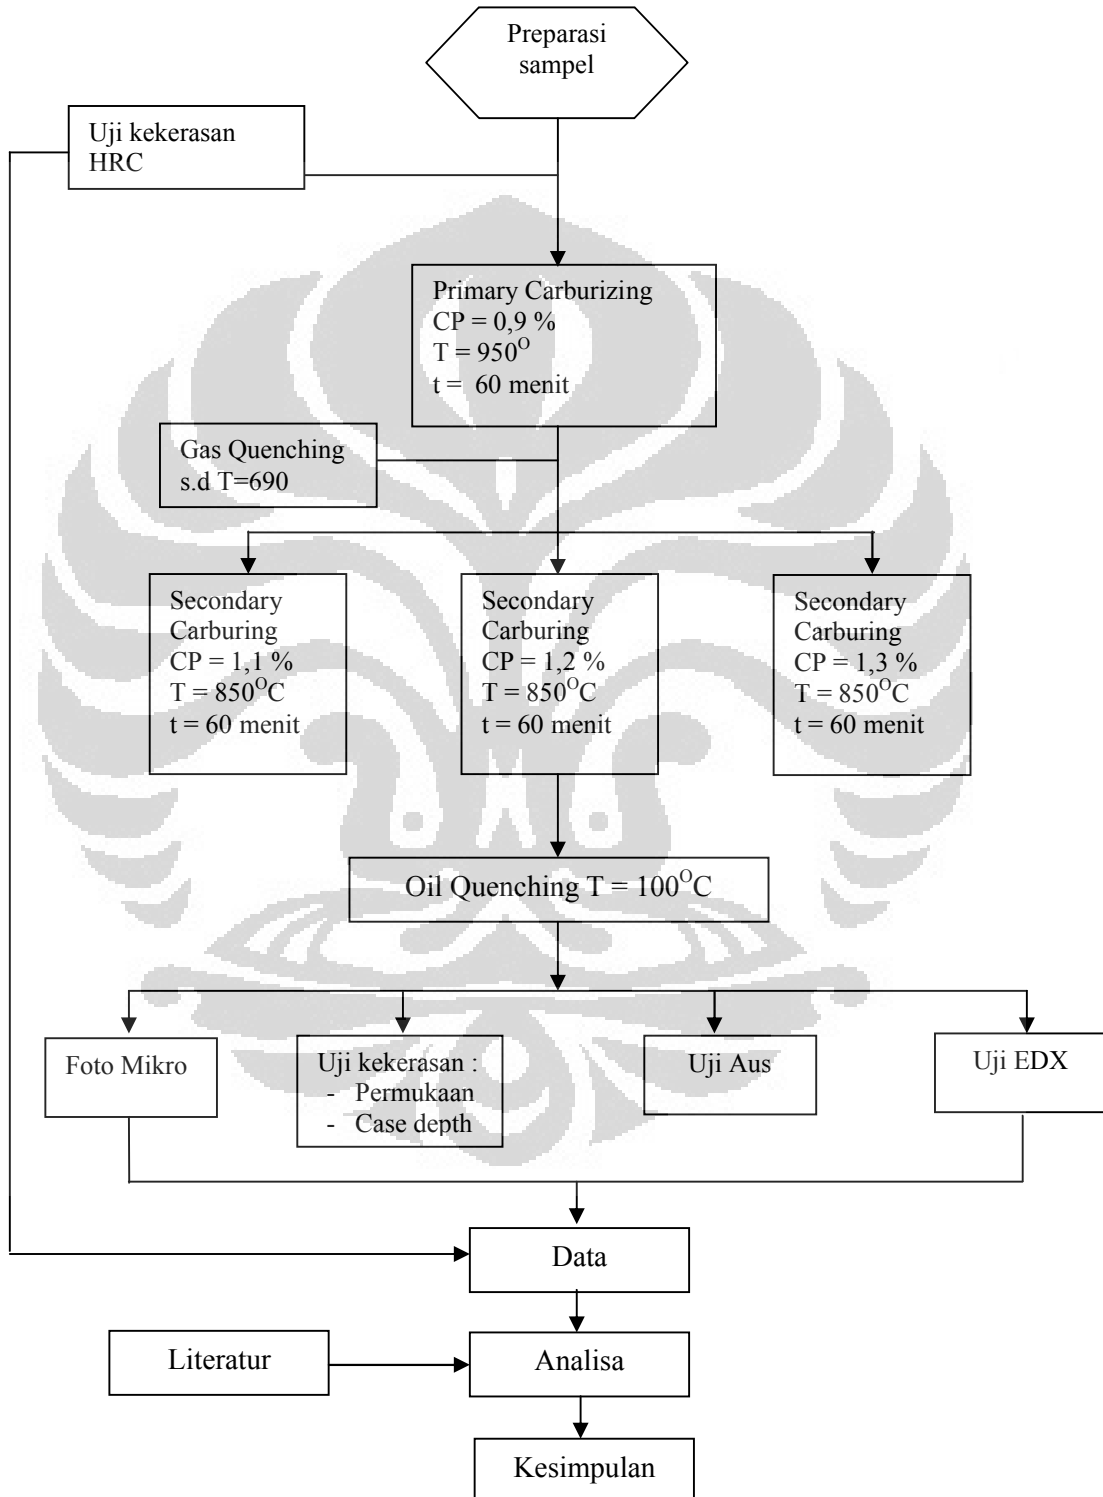 Preparasi
sampel
Uji kekerasan
HRC
Primary Carburizing
CP = 0,9 %
T = 950ᴼ
t =  60 menit
Gas Quenching
s.d T=690
Secondary
Carburing
CP = 1,1 %
T = 850ᴼC
t = 60 menit
Secondary
Carburing
CP = 1,2 %
T = 850ᴼC
t = 60 menit
Secondary
Carburing
CP = 1,3 %
T = 850ᴼC
t = 60 menit
Oil Quenching T = 100ᴼC
Foto Mikro
Uji kekerasan :
- Permukaan
- Case depth
Uji Aus
Uji EDX
Data
Literatur
Analisa
Kesimpulan